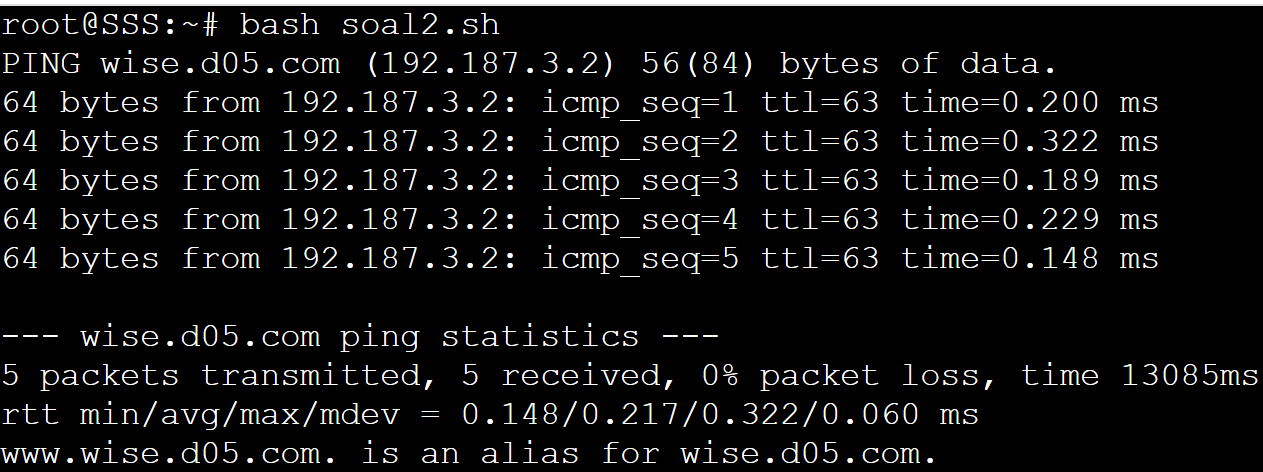 root@SSS:~# bash soal2.sh
PING wise.d05.com (192.187.3.2) 56(84) bytes of data.
64 bytes from 192.187.3.2: icmp_seq=1 ttl=63 time=0.200 ms
64 bytes from 192.187.3.2: icmp_seq=2 ttl=63 time=0.322 ms
64 bytes from 192.187.3.2: icmp_seq=3 ttl=63 time=0.189 ms
64 bytes from 192.187.3.2: icmp_seq=4 ttl=63 time=0.229 ms
64 bytes from 192.187.3.2: icmp_seq=5 ttl=63 time=0.148 ms
--- wise.d05.com ping statistics ---
5 packets transmitted, 5 received, 0% packet loss, time 13085ms
rtt min/avg/max/mdev = 0.148/0.217/0.322/0.060 ms
www.wise.d05.com. is an alias for wise.d05.com.